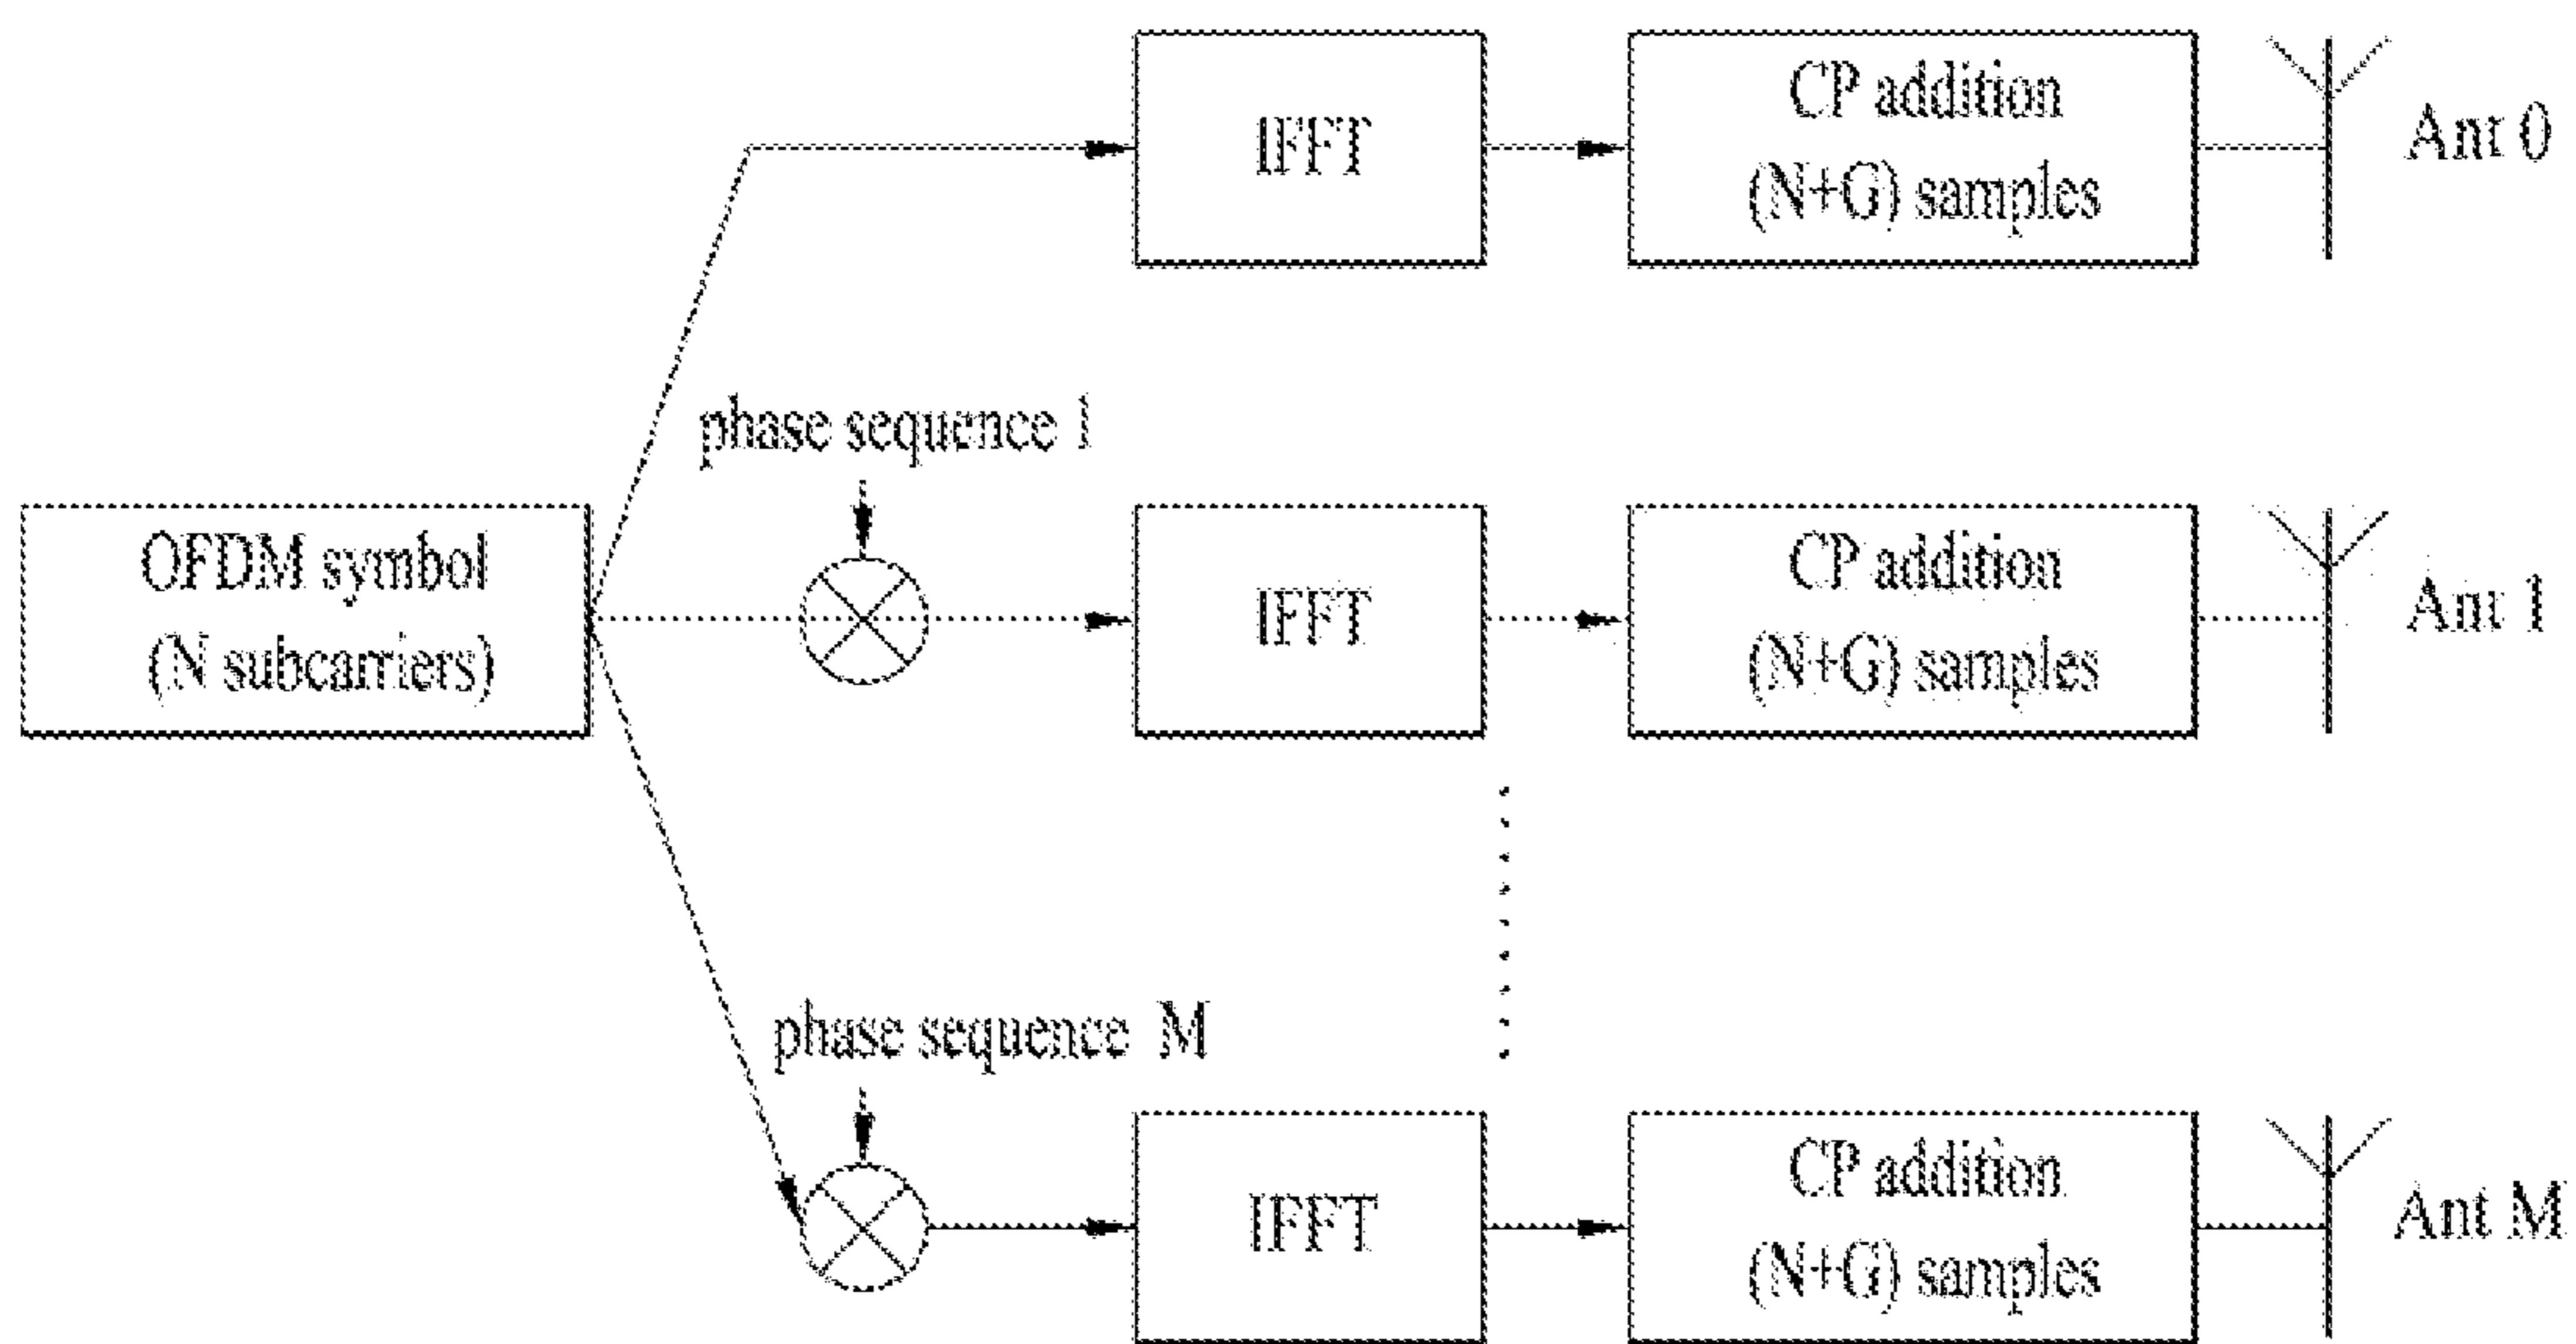 IFFT
CP addition
(N+G) samples
Ant 0
phase sequence 1
OFDM symbol
(N subcarriers)
IFFT
CP addition
(N+G) samples
Ant 1
phase sequence M
IFFT
CP addition
(N+G) samples
Ant M